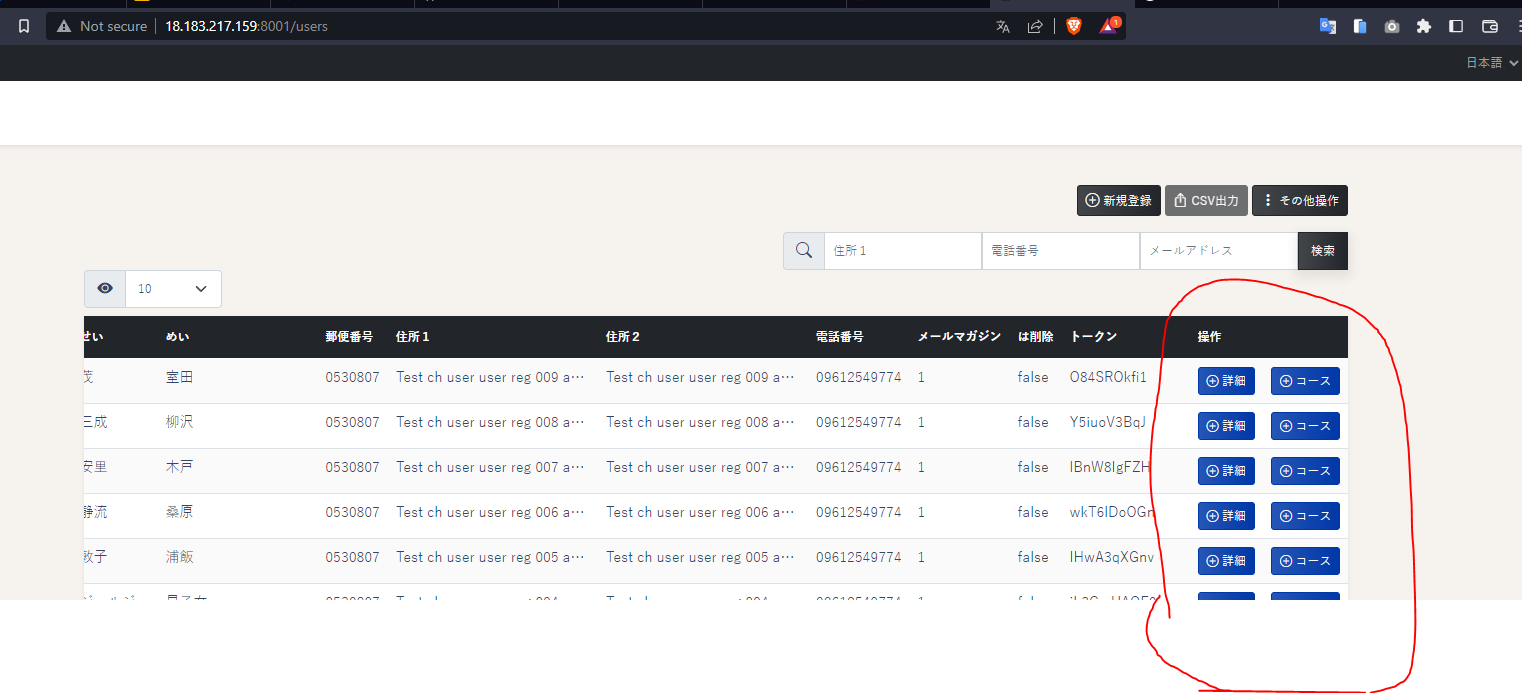 Not secure 18.183.217.159:8001/users 1
日本語
新規登録 CSV出力 その他操作
住所１ 電話番号 メールアドレス 検索
10
せい めい 郵便番号 住所１ 住所２ 電話番号 メールマガジン は削除 トークン 操作
茂 室田 0530807 Test ch user user reg 009 a… Test ch user user reg 009 a… 09612549774 1 false O84SROkfi1 詳細 コース
三成 柳沢 0530807 Test ch user user reg 008 a… Test ch user user reg 008 a… 09612549774 1 false Y5iuoV3BqJ 詳細 コース
安里 木戸 0530807 Test ch user user reg 007 a… Test ch user user reg 007 a… 09612549774 1 false IBnW8IgFZH 詳細 コース
静流 桑原 0530807 Test ch user user reg 006 a… Test ch user user reg 006 a… 09612549774 1 false wkT6IDoOGn 詳細 コース
敦子 浦飯 0530807 Test ch user user reg 005 a… Test ch user user reg 005 a… 09612549774 1 false IHwA3qXGnv 詳細 コース